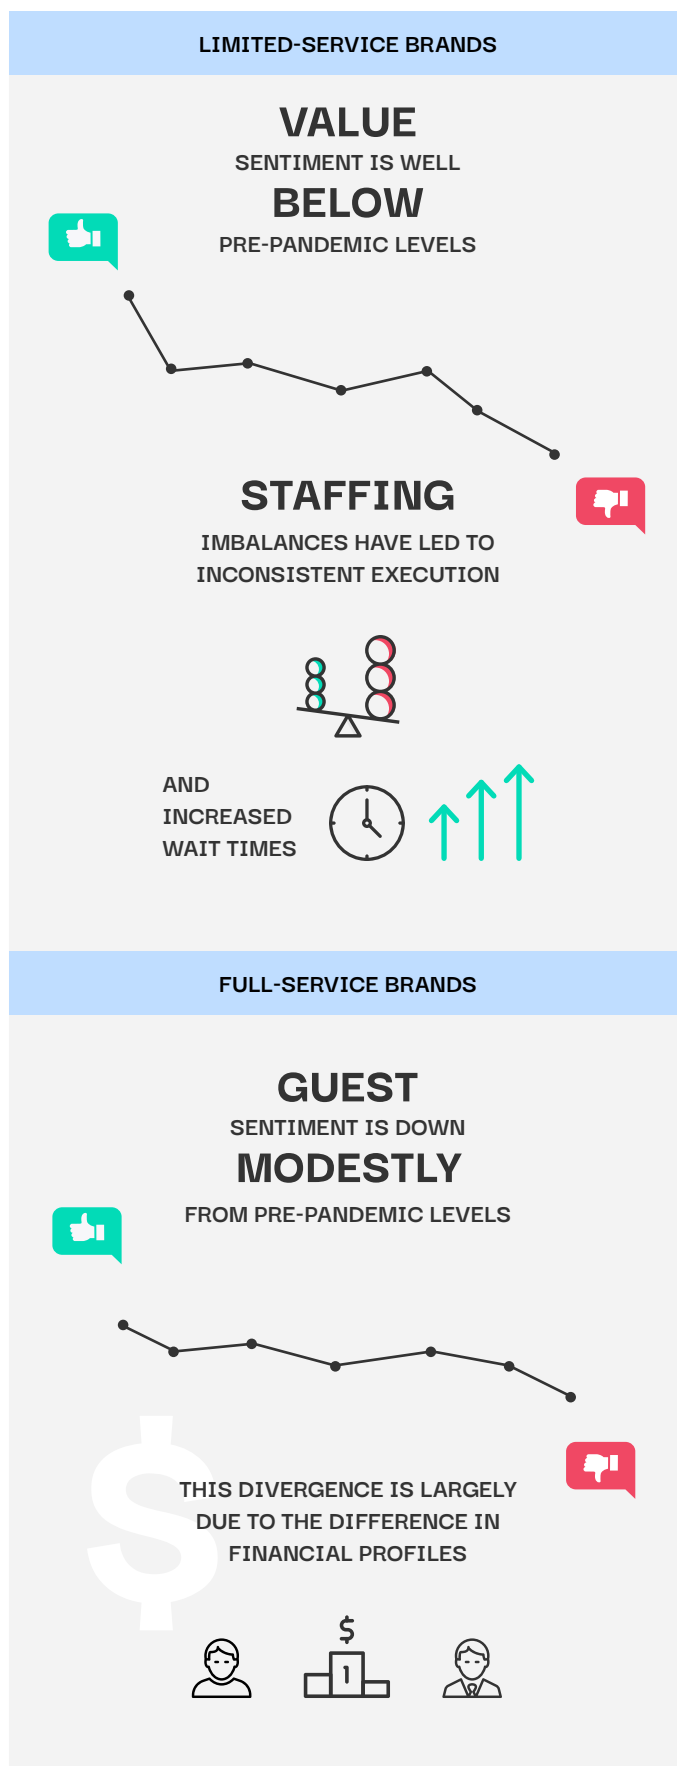 LIMITED-SERVICE BRANDS
VALUE
SENTIMENT IS WELL
BELOW
PRE-PANDEMIC LEVELS
STAFFING
IMBALANCES HAVE LED TO
INCONSISTENT EXECUTION
AND
INCREASED
WAIT TIMES
FULL-SERVICE BRANDS
GUEST
SENTIMENT IS DOWN
MODESTLY
FROM PRE-PANDEMIC LEVELS
$
THIS DIVERGENCE IS LARGELY
DUE TO THE DIFFERENCE IN
FINANCIAL PROFILES
$
1